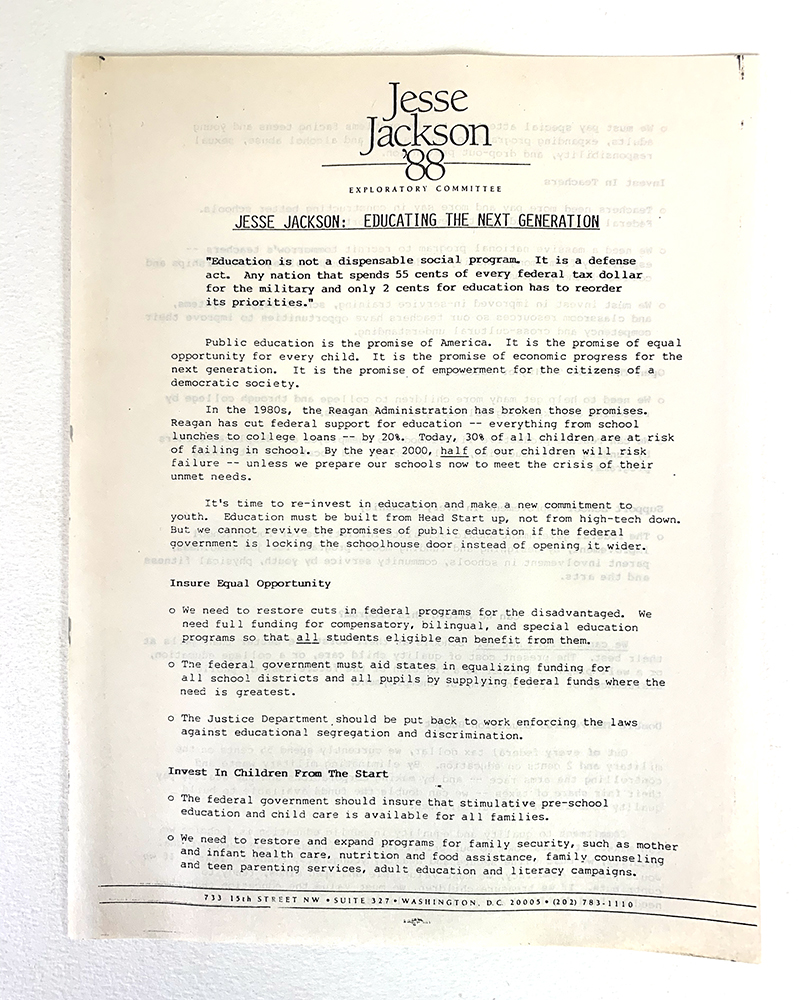 Jesse
Jackson
'88
EXPLORATORY COMMITTEE
JESSE JACKSON: EDUCATING THE NEXT GENERATION
"Education is not a dispensable social program. It is a defense
act. Any nation that spends 55 cents of every federal tax dollar
for the military and only 2 cents for education has to reorder
its priorities."
Public education is the promise of America. It is the promise of equal
opportunity for every child. It is the promise of economic progress for the
next generation. It is the promise of empowerment for the citizens of a
democratic society.
In the 1980s, the Reagan Administration has broken those promises.
Reagan has cut federal support for education -- everything from school
lunches to college loans -- by 20%. Today, 30% of all children are at risk
of failing in school. By the year 2000, half of our children will risk
failure -- unless we prepare our schools now to meet the crisis of their
unmet needs.
It's time to re-invest in education and make a new commitment to
youth. Education must be built from Head Start up, not from high-tech down.
But we cannot revive the promises of public education if the federal
government is locking the schoolhouse door instead of opening it wider.
Insure Equal Opportunity
o We need to restore cuts in federal programs for the disadvantaged. We
need full funding for compensatory, bilingual, and special education
programs so that all students eligible can benefit from them.
o The federal government must aid states in equalizing funding for
all school districts and all pupils by supplying federal funds where the
need is greatest.
o The Justice Department should be put back to work enforcing the laws
against educational segregation and discrimination.
Invest In Children From The Start
o The federal government should insure that stimulative pre-school
education and child care is available for all families.
o We need to restore and expand programs for family security, such as mother
and infant health care, nutrition and food assistance, family counseling
and teen parenting services, adult education and literacy campaigns.
733 15th STREET NW • SUITE 327 • WASHINGTON, D.C. 20005 • (202) 783-1110